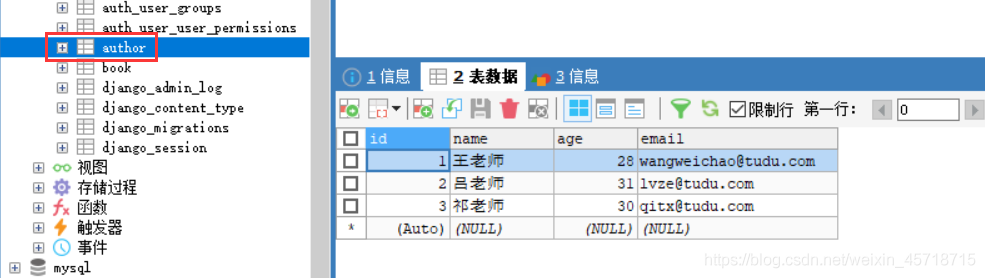 auth_user_groups
auth_user_user_permissions
author
book
django_admin_log
django_content_type
django_migrations
django_session
视图
存储过程
函数
触发器
事件
mysql
1 信息 2 表数据 3 信息
限制行 第一行: 0
id name age email
1 王老师 28 wangweichao@tudu.com
2 吕老师 31 lvze@tudu.com
3 祁老师 30 qitx@tudu.com
* (Auto) (NULL) (NULL) (NULL)
https://blog.csdn.net/weixin_45718715